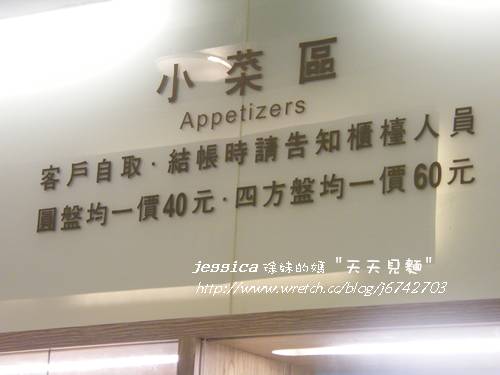 小菜區
Appetizers
客戶自取·結帳時請告知櫃檯人員
圓盤均一價40元·四方盤均一價60元
jessica 涂妹的媽 "天天見麵"
http://www.wretch.cc/blog/j6742703